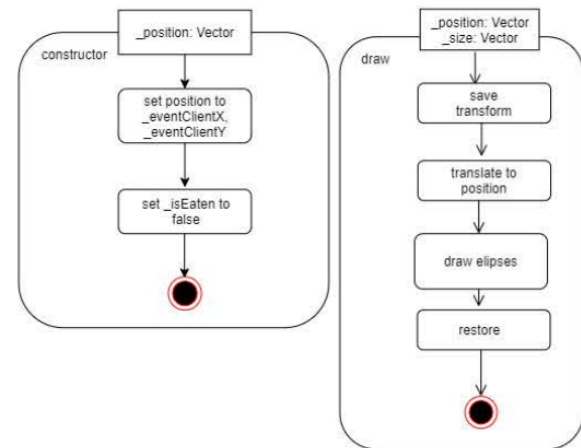 _position: Vector
constructor
set position to
_eventClientX,
_eventClientY
set _isEaten to
false
_position: Vector
_size: Vector
draw
save
transform
translate to
position
draw elipses
restore